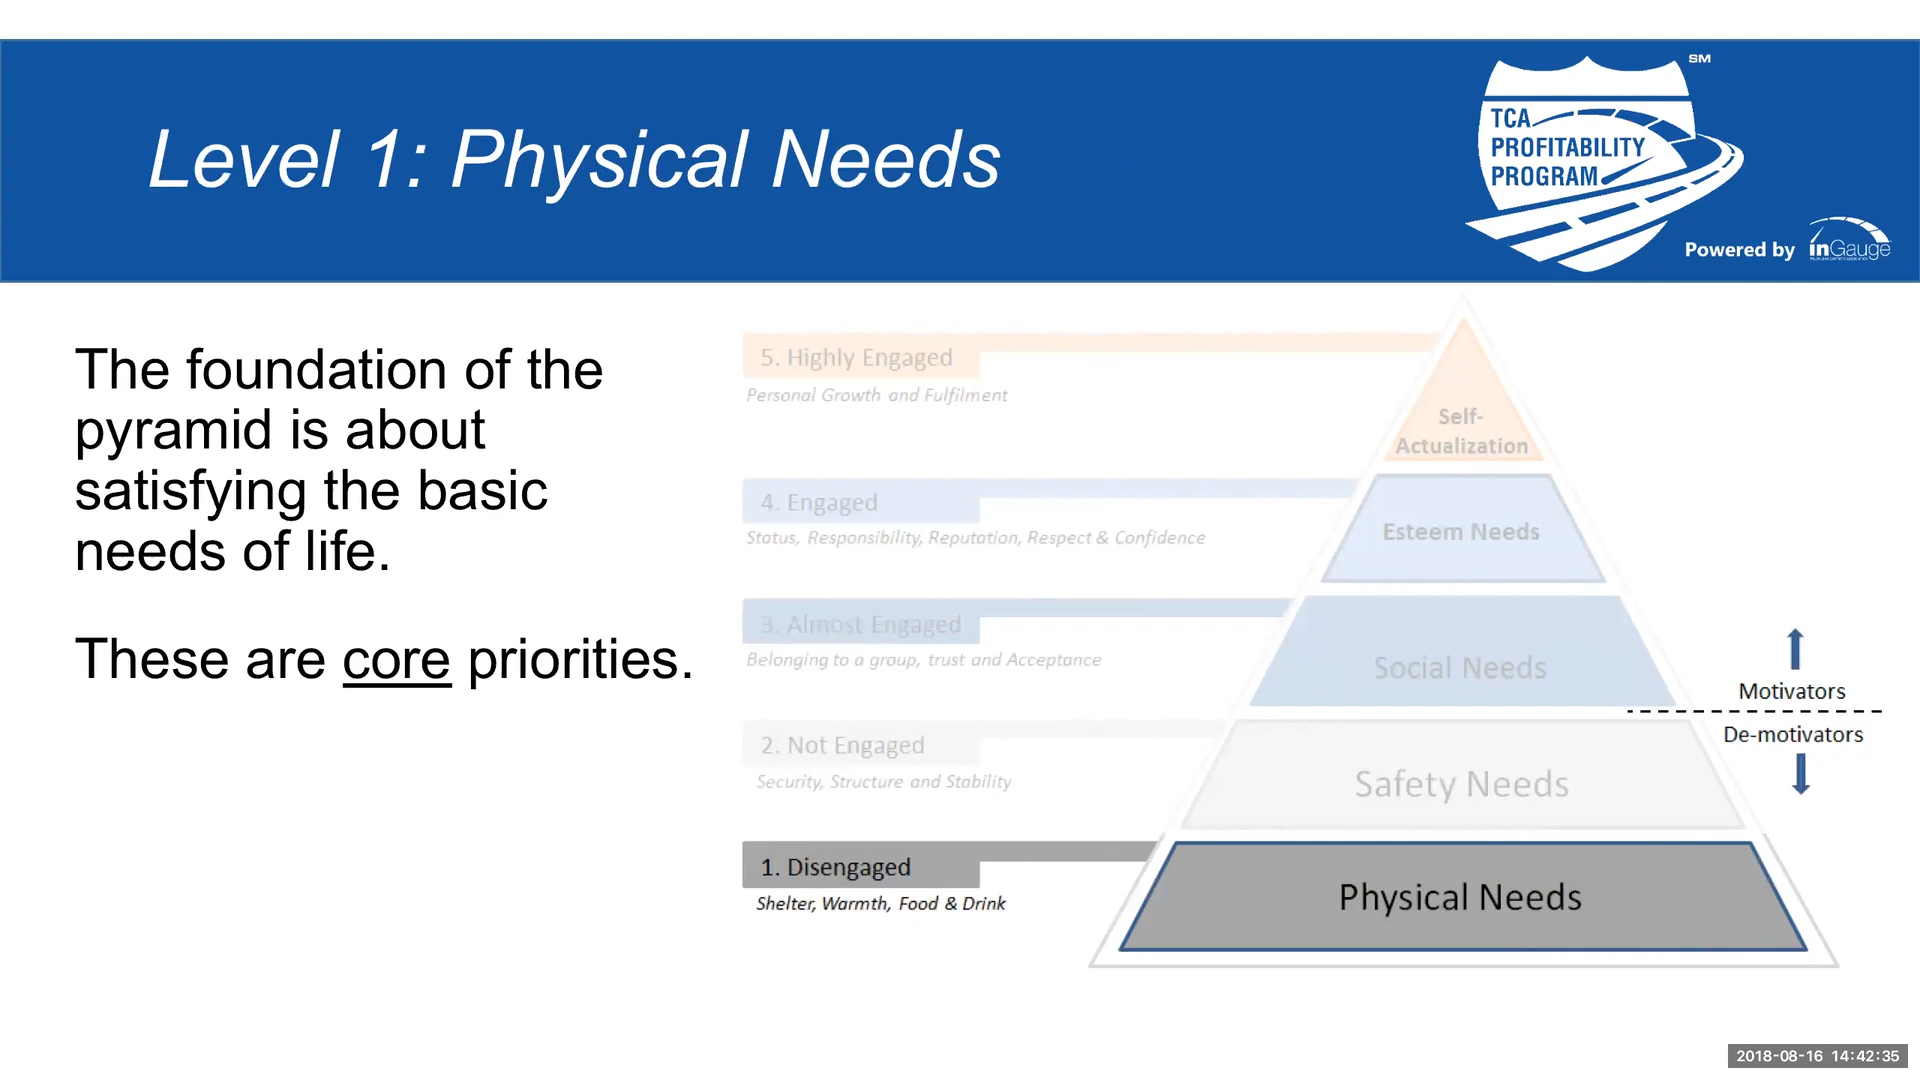 Level 1: Physical Needs
SM
TCA
PROFITABILITY
PROGRAM
Powered by inGauge
The foundation of the
pyramid is about
satisfying the basic
needs of life.
These are core priorities.
5. Highly Engaged
Personal Growth and Fulfilment
4. Engaged
Status, Responsibility, Reputation, Respect & Confidence
3. Almost Engaged
Belonging to a group, trust and Acceptance
2. Not Engaged
Security, Structure and Stability
1. Disengaged
Shelter, Warmth, Food & Drink
Self-
Actualization
Esteem Needs
Social Needs
Safety Needs
Physical Needs
Motivators
De-motivators
2018-08-16 14:42:35